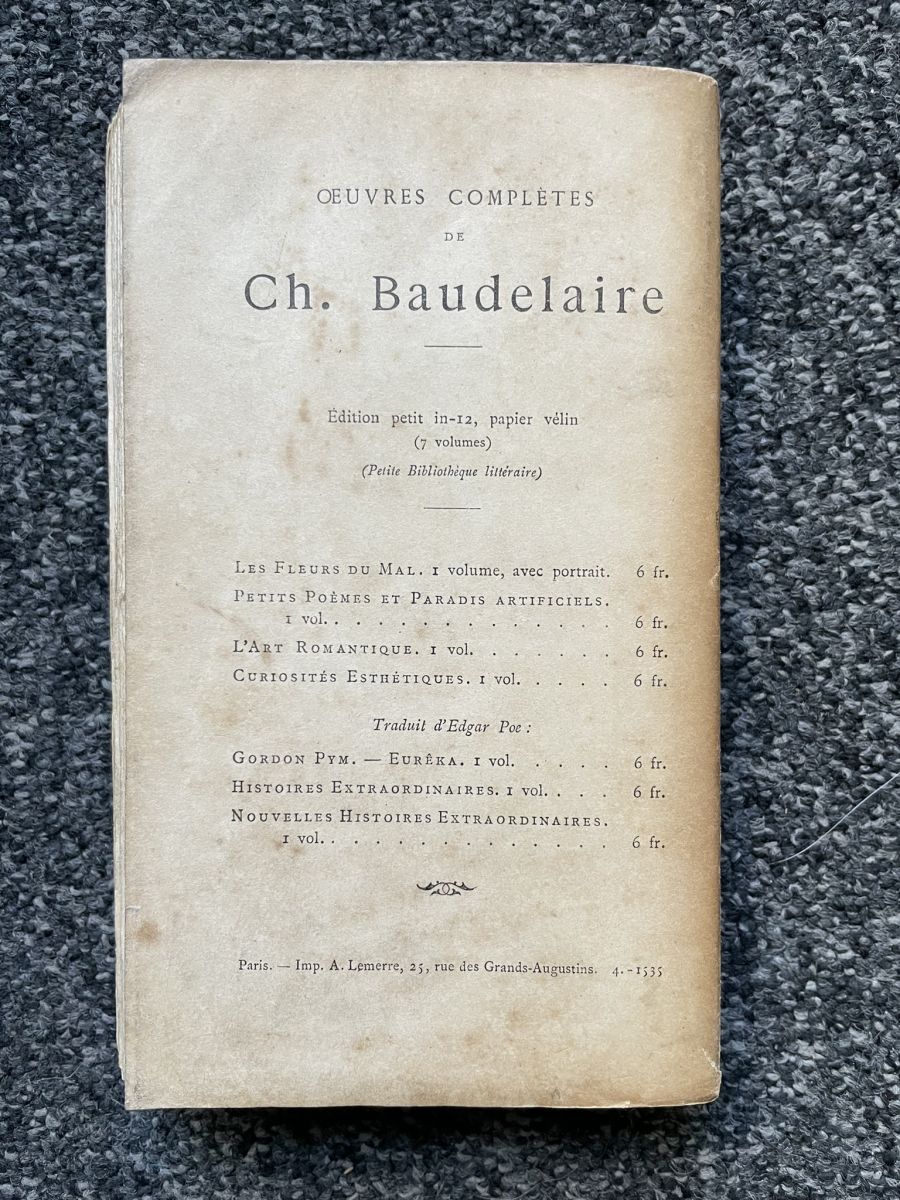 ŒUVRES COMPLÈTES
DE
Ch. Baudelaire
Édition petit in-12, papier vélin
(7 volumes)
(Petite Bibliothèque littéraire)
LES FLEURS DU MAL. 1 volume, avec portrait. 6 fr.
PETITS POÈMES ET PARADIS ARTIFICIELS.
1 vol. . . . . . . . . . . . . . 6 fr.
L'ART ROMANTIQUE. 1 vol. . . . . . . 6 fr.
CURIOSITÉS ESTHÉTIQUES. 1 vol. . . . . 6 fr.
Traduit d'Edgar Poe :
GORDON PYM. — EURÊKA. 1 vol. . . . . . 6 fr.
HISTOIRES EXTRAORDINAIRES. 1 vol. . . . 6 fr.
NOUVELLES HISTOIRES EXTRAORDINAIRES.
1 vol. . . . . . . . . . . . . . 6 fr.
Paris. — Imp. A. Lemerre, 25, rue des Grands-Augustins. 4.-1535